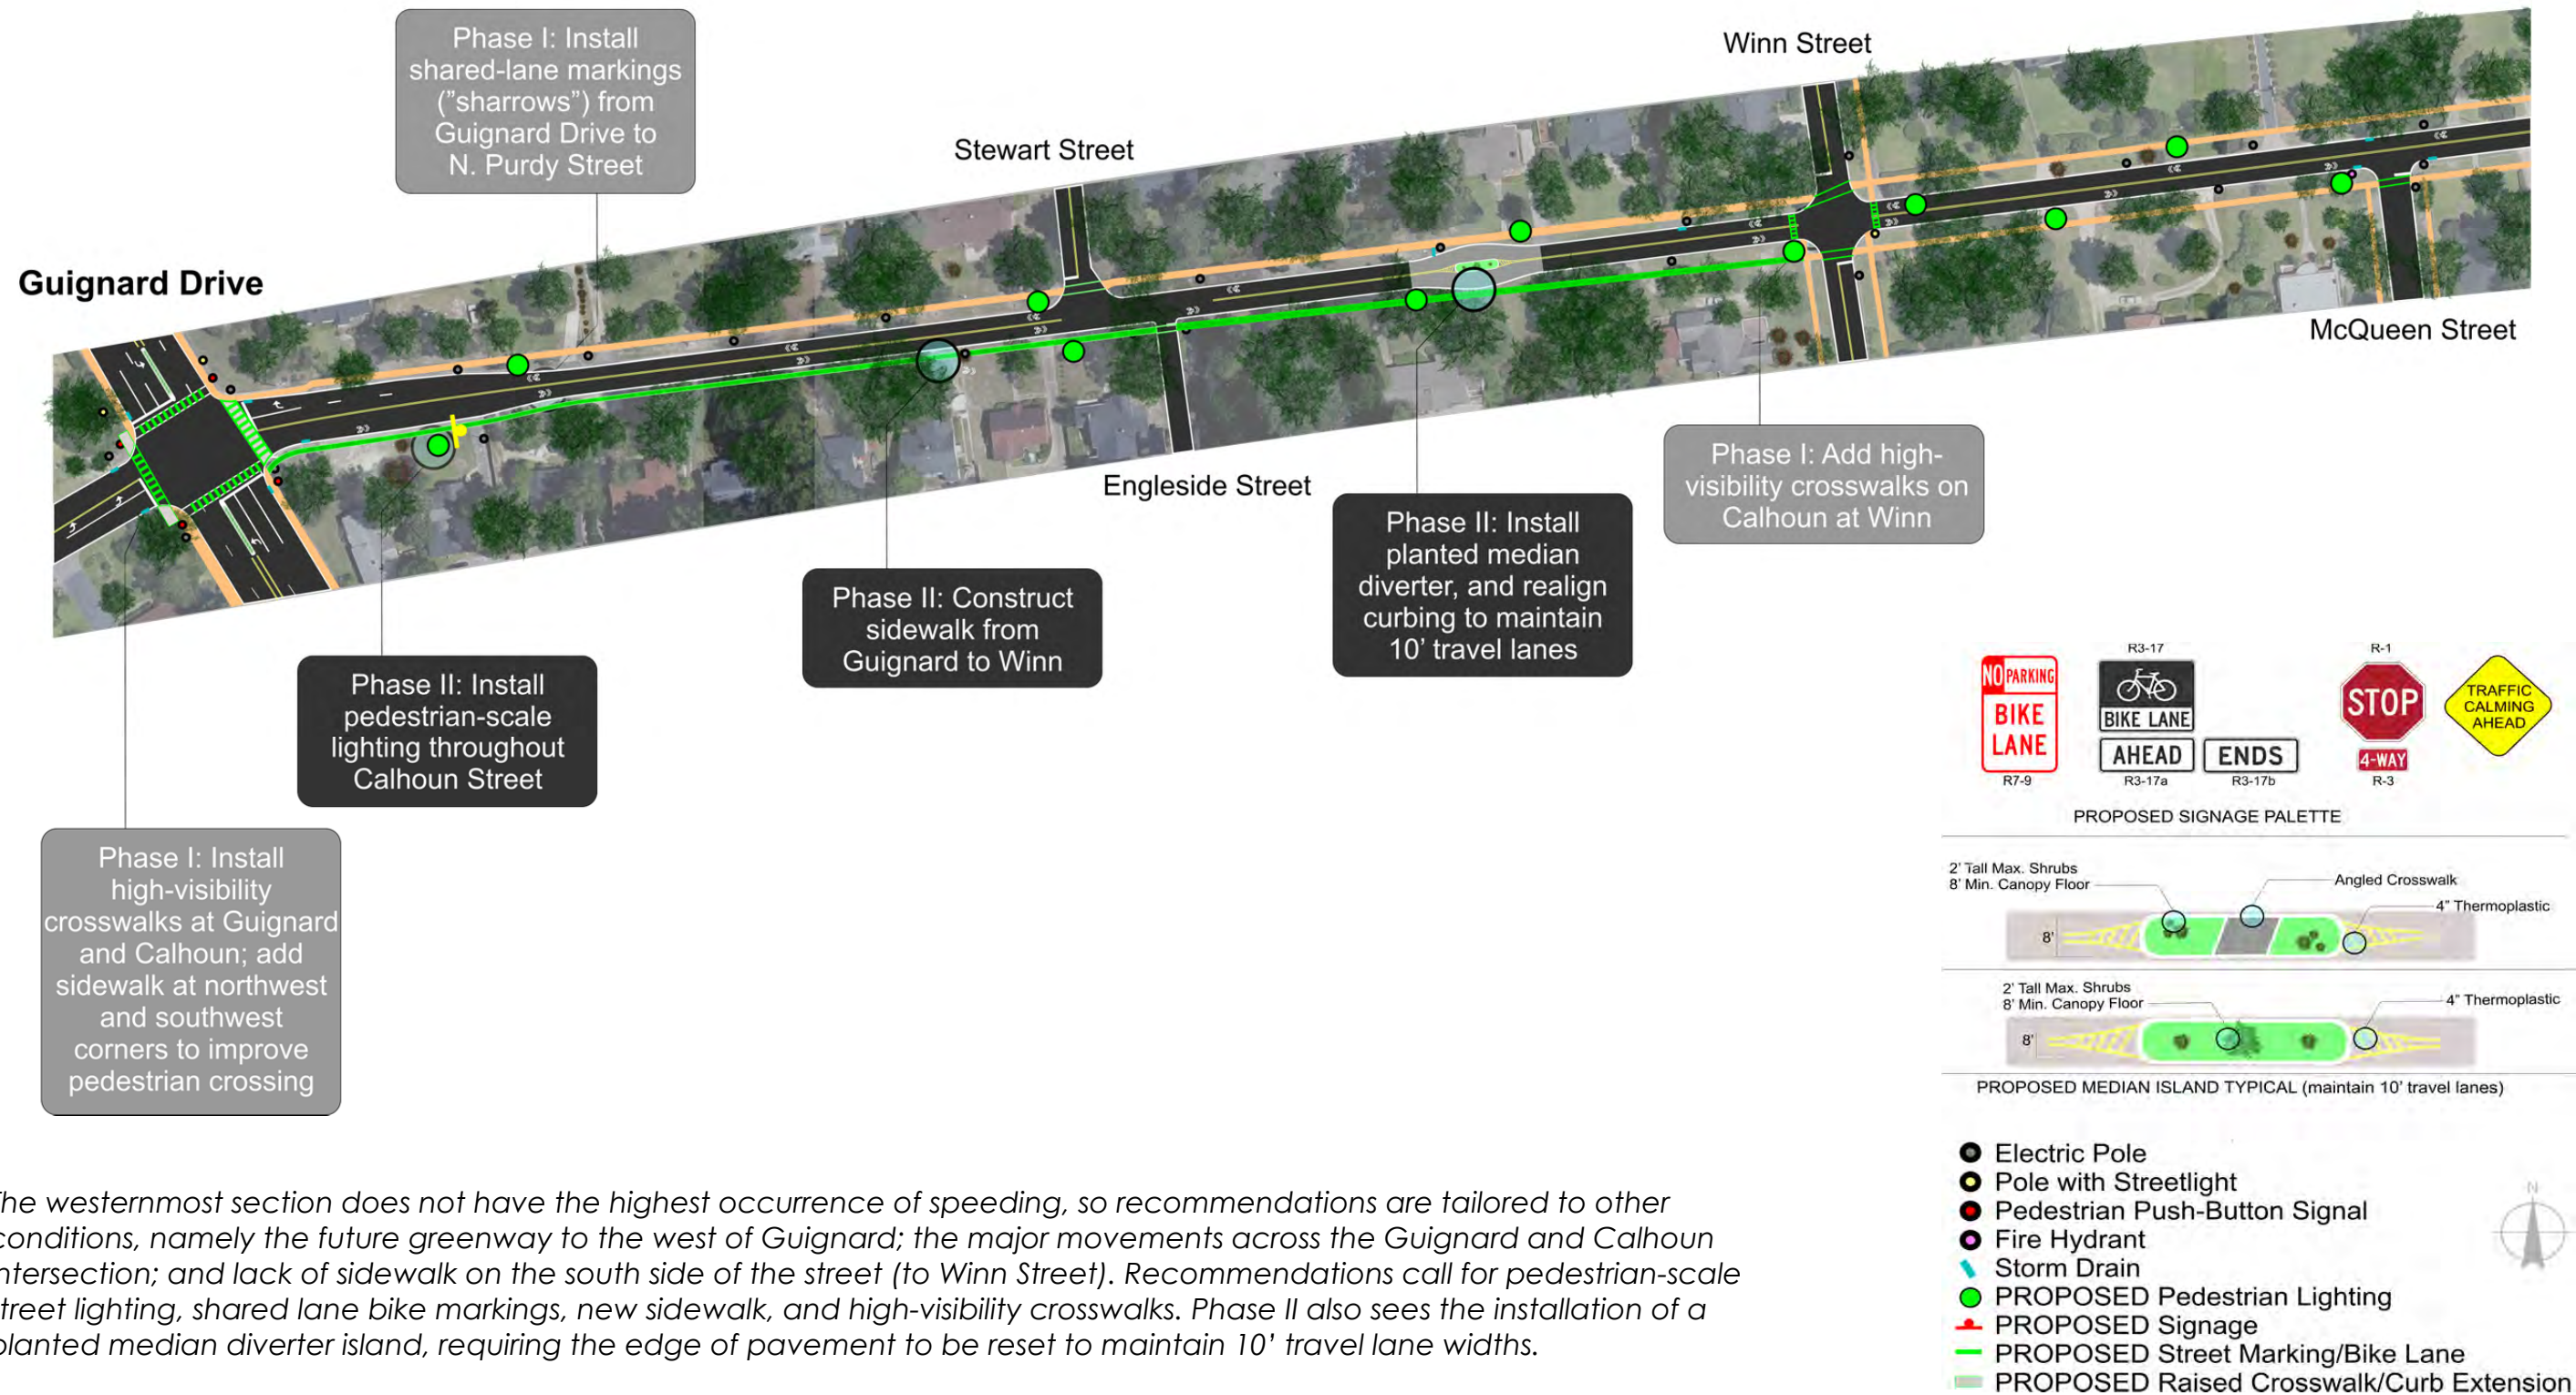 Phase I: Install
shared-lane markings
("sharrows") from
Guignard Drive to
N. Purdy Street
Winn Street
Stewart Street
Guignard Drive
McQueen Street
Engleside Street
Phase I: Add high-
visibility crosswalks on
Calhoun at Winn
Phase II: Install
planted median
diverter, and realign
curbing to maintain
10' travel lanes
Phase II: Construct
sidewalk from
Guignard to Winn
Phase II: Install
pedestrian-scale
lighting throughout
Calhoun Street
Phase I: Install
high-visibility
crosswalks at Guignard
and Calhoun; add
sidewalk at northwest
and southwest
corners to improve
pedestrian crossing
NO PARKING
BIKE
LANE
R7-9
R3-17
BIKE LANE
AHEAD
R3-17a
ENDS
R3-17b
R-1
STOP
4-WAY
R-3
TRAFFIC
CALMING
AHEAD
PROPOSED SIGNAGE PALETTE
2' Tall Max. Shrubs
8' Min. Canopy Floor
Angled Crosswalk
4" Thermoplastic
8'
2' Tall Max. Shrubs
8' Min. Canopy Floor
4" Thermoplastic
8'
PROPOSED MEDIAN ISLAND TYPICAL (maintain 10' travel lanes)
Electric Pole
Pole with Streetlight
Pedestrian Push-Button Signal
Fire Hydrant
Storm Drain
PROPOSED Pedestrian Lighting
PROPOSED Signage
PROPOSED Street Marking/Bike Lane
PROPOSED Raised Crosswalk/Curb Extension
N
he westernmost section does not have the highest occurrence of speeding, so recommendations are tailored to other
conditions, namely the future greenway to the west of Guignard; the major movements across the Guignard and Calhoun
ntersection; and lack of sidewalk on the south side of the street (to Winn Street). Recommendations call for pedestrian-scale
treet lighting, shared lane bike markings, new sidewalk, and high-visibility crosswalks. Phase II also sees the installation of a
planted median diverter island, requiring the edge of pavement to be reset to maintain 10' travel lane widths.